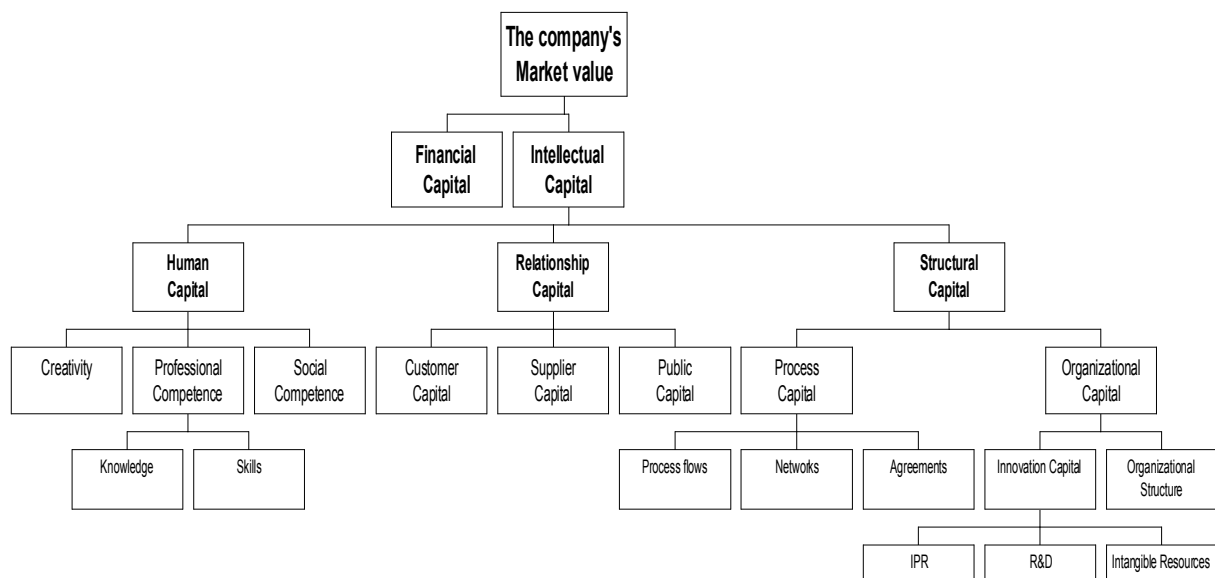 The company's
Market value
Financial
Capital
Intellectual
Capital
Human
Capital
Relationship
Capital
Structural
Capital
Creativity
Professional
Competence
Social
Competence
Customer
Capital
Supplier
Capital
Public
Capital
Process
Capital
Organizational
Capital
Knowledge
Skills
Process flows
Networks
Agreements
Innovation Capital
Organizational
Structure
IPR
R&D
Intangible Resources